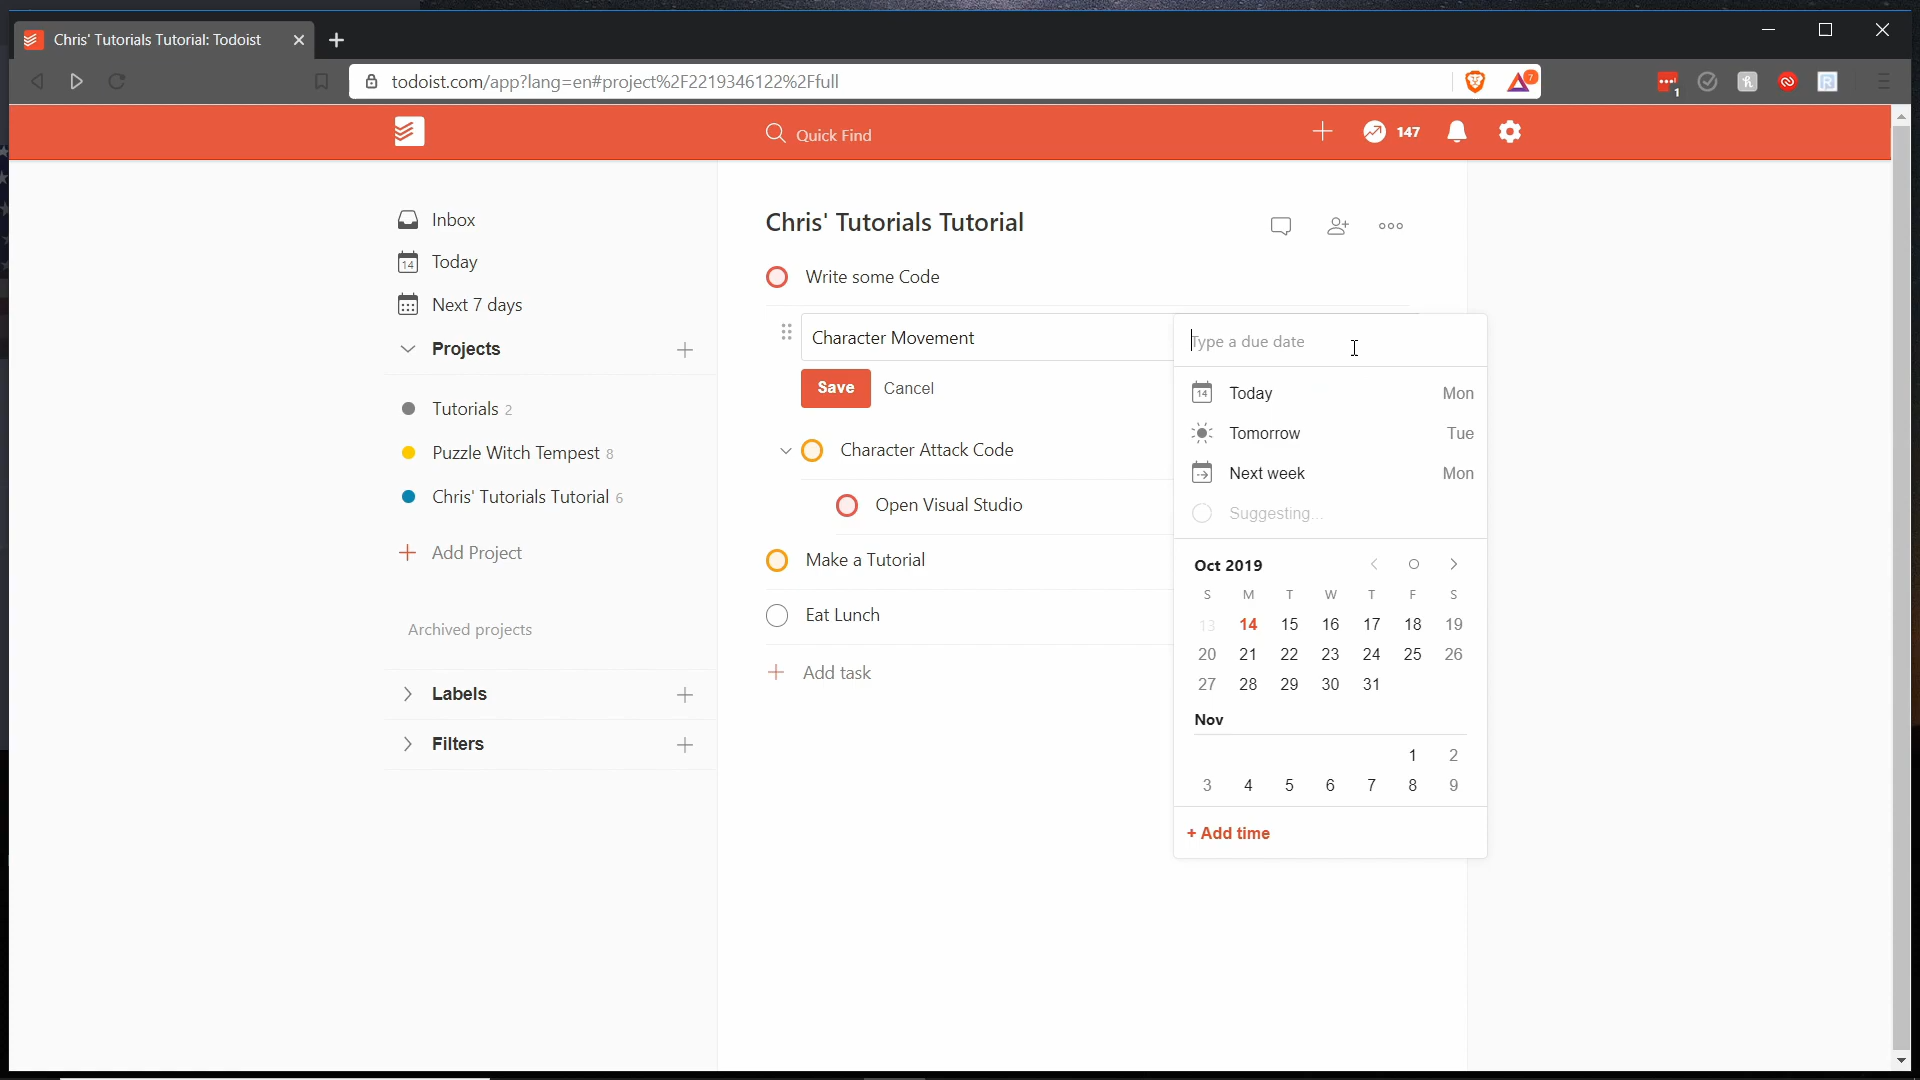 Chris' Tutorials Tutorial: Todoist
todoist.com/app?lang=en#project%2F2219346122%2Ffull
7
1
Quick Find
147
Inbox
14 Today
Next 7 days
Projects
Tutorials 2
Puzzle Witch Tempest 8
Chris' Tutorials Tutorial 6
Add Project
Archived projects
Labels
Filters
Chris' Tutorials Tutorial
Write some Code
Character Movement
Save Cancel
Character Attack Code
Open Visual Studio
Make a Tutorial
Eat Lunch
Add task
Type a due date
14 Today Mon
Tomorrow Tue
Next week Mon
Suggesting...
Oct 2019
S M T W T F S
13 14 15 16 17 18 19
20 21 22 23 24 25 26
27 28 29 30 31
Nov
1 2
3 4 5 6 7 8 9
+ Add time